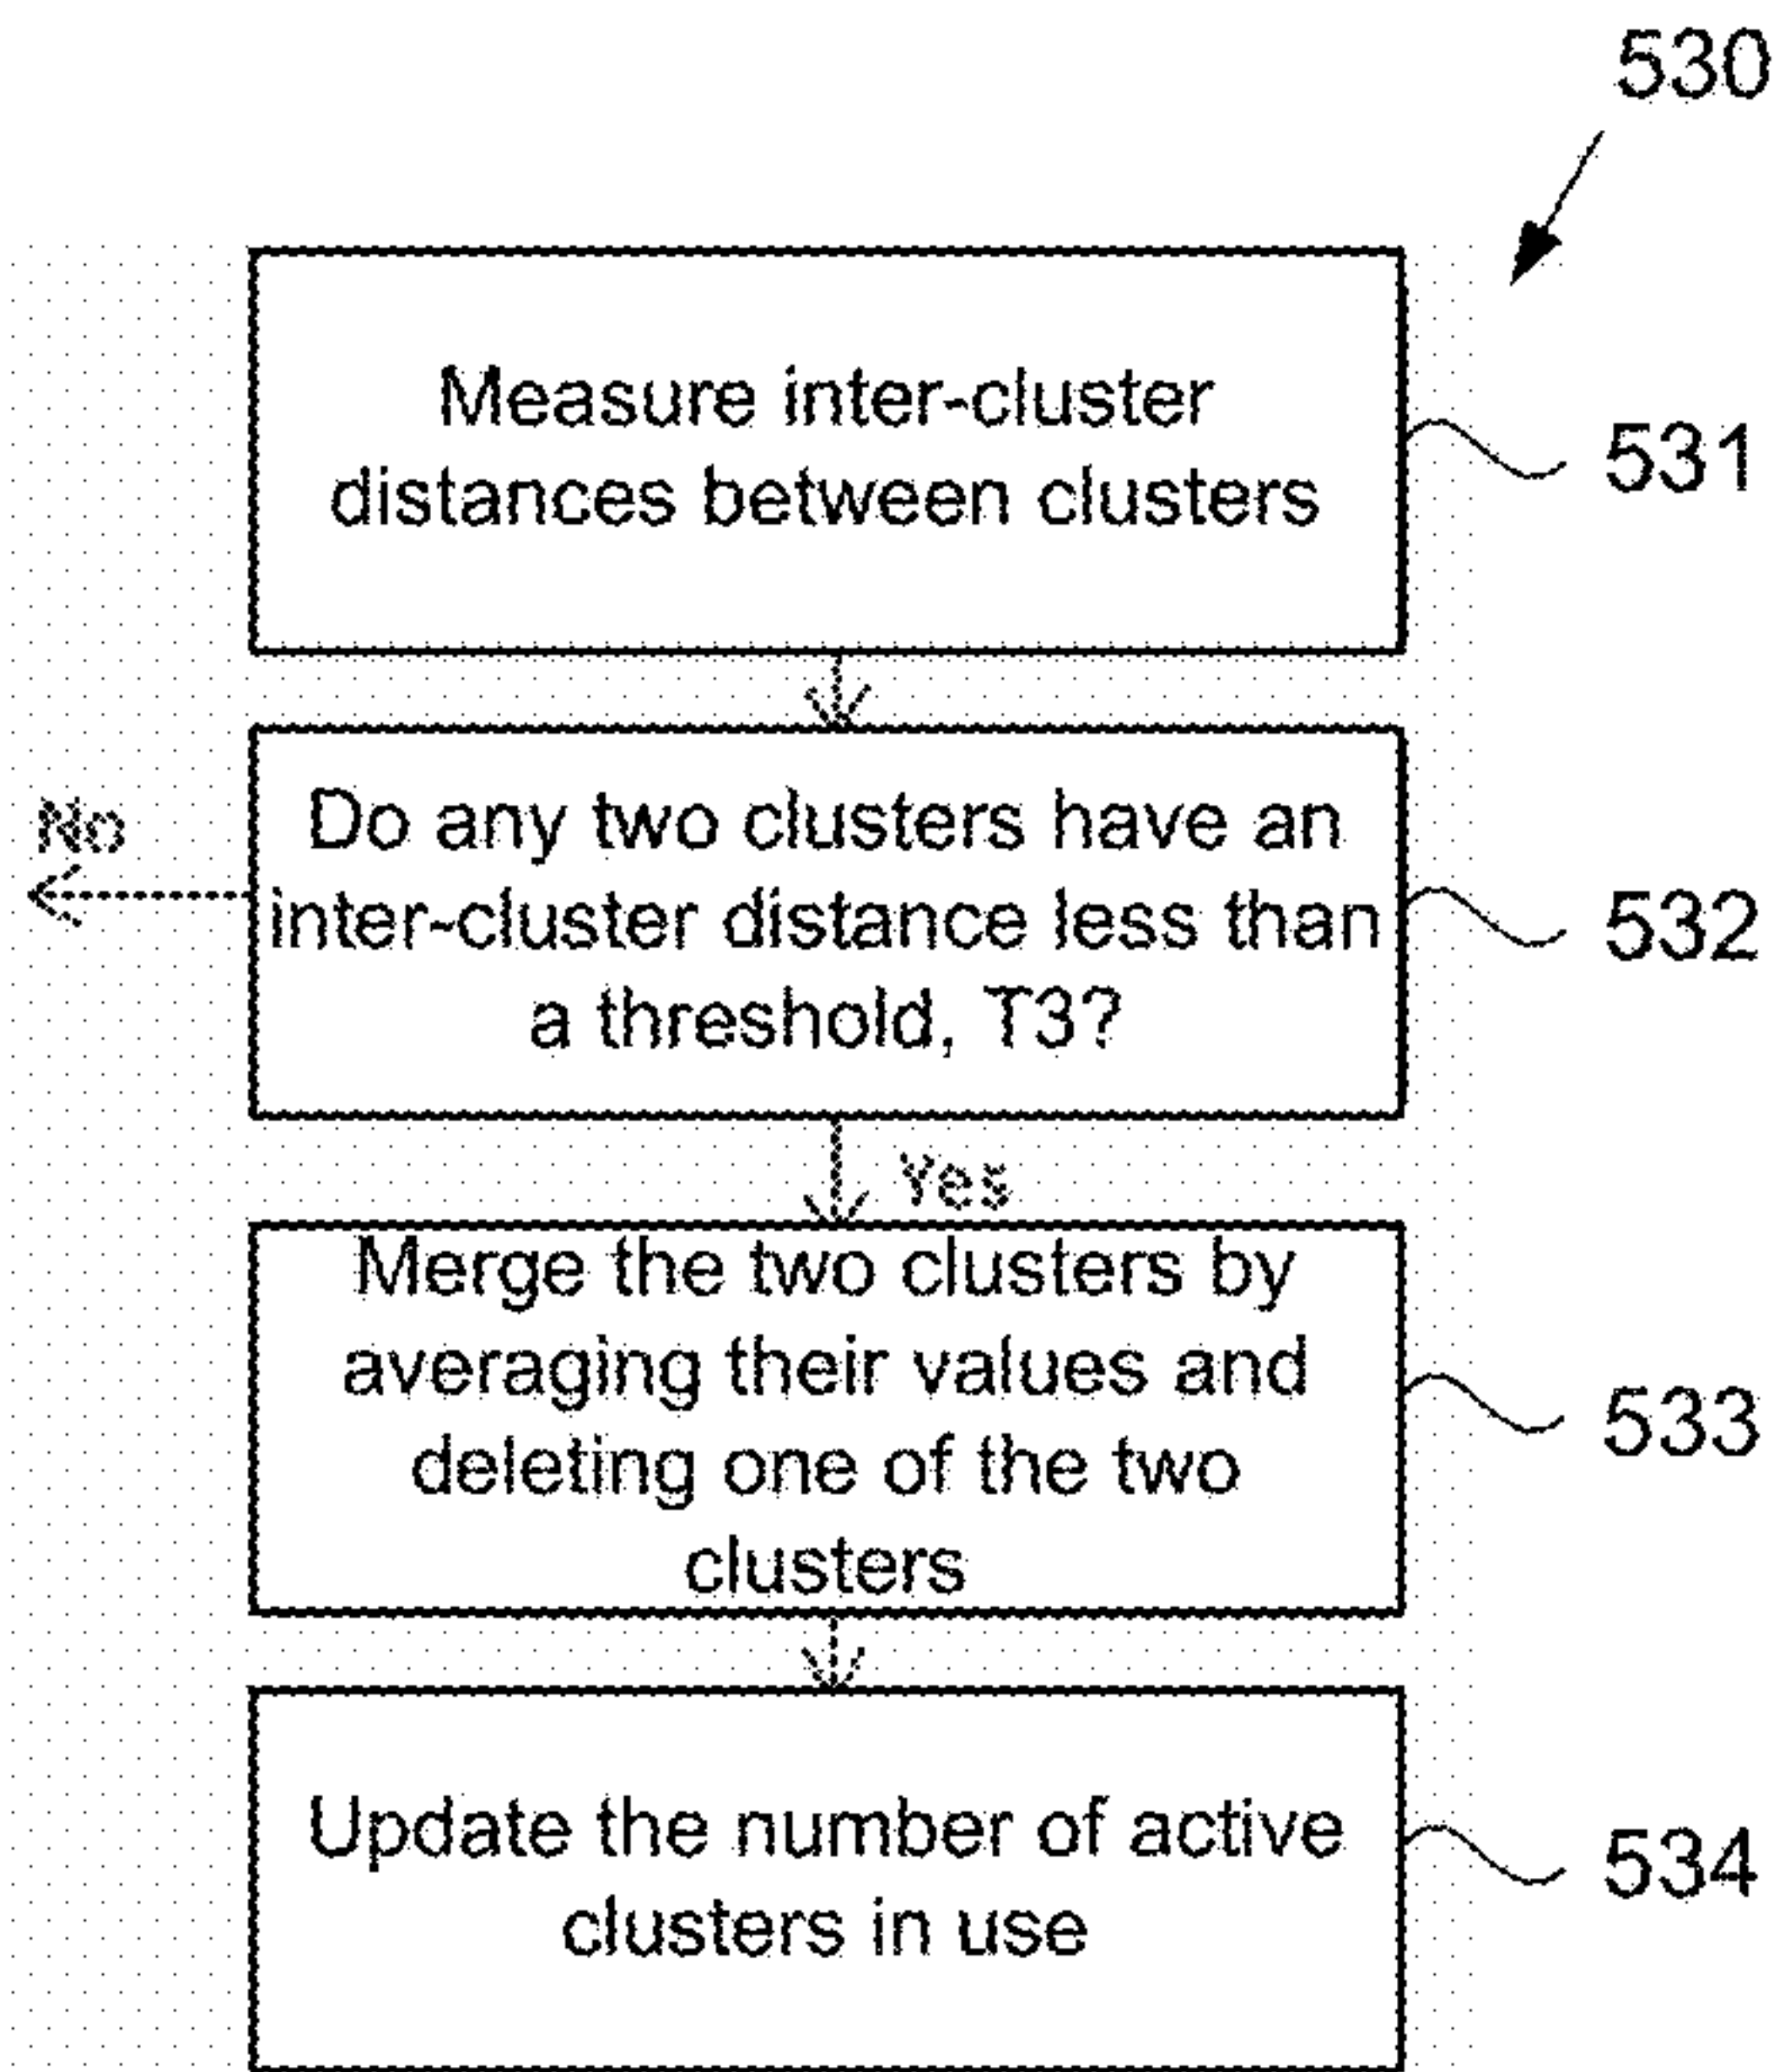 530
Measure inter-cluster
distances between clusters
531
No
Do any two clusters have an
inter-cluster distance less than
a threshold, T3?
532
Yes
Merge the two clusters by
averaging their values and
deleting one of the two
clusters
533
Update the number of active
clusters in use
534